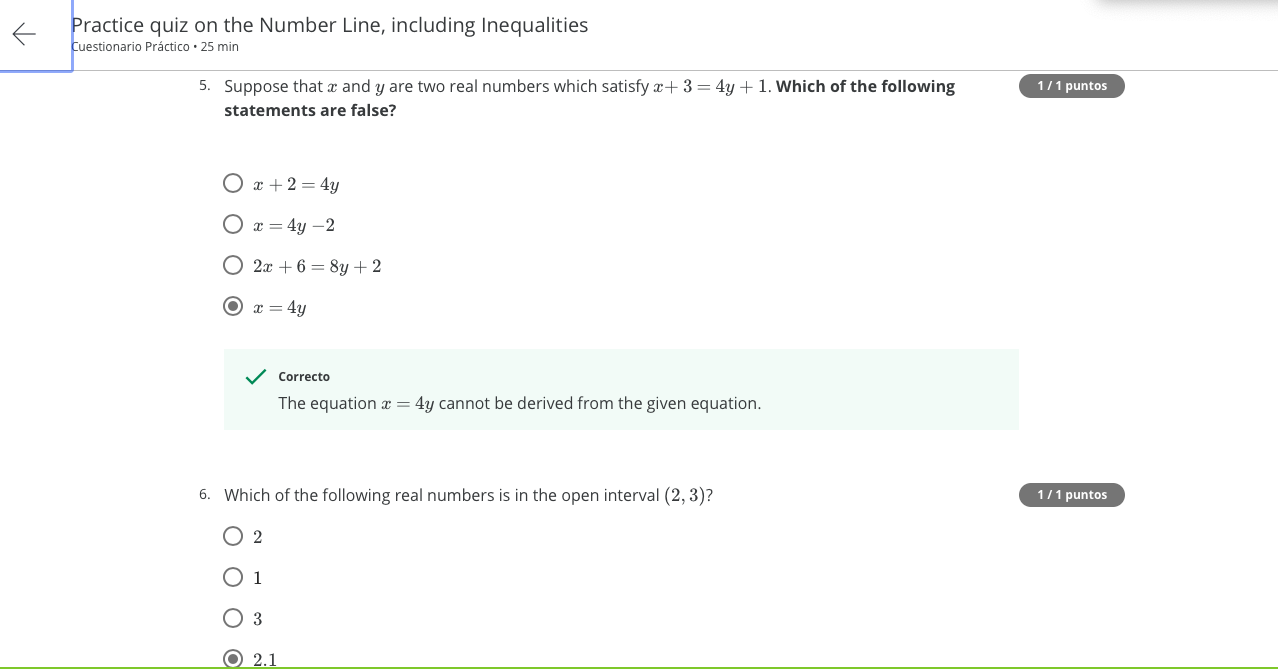 Practice quiz on the Number Line, including Inequalities
Cuestionario Práctico • 25 min
5. Suppose that x and y are two real numbers which satisfy x+ 3 = 4y + 1. Which of the following
statements are false?
1 / 1 puntos
x + 2 = 4y
x = 4y −2
2x + 6 = 8y + 2
x = 4y
Correcto
The equation x = 4y cannot be derived from the given equation.
6. Which of the following real numbers is in the open interval (2, 3)?
1 / 1 puntos
2
1
3
2.1